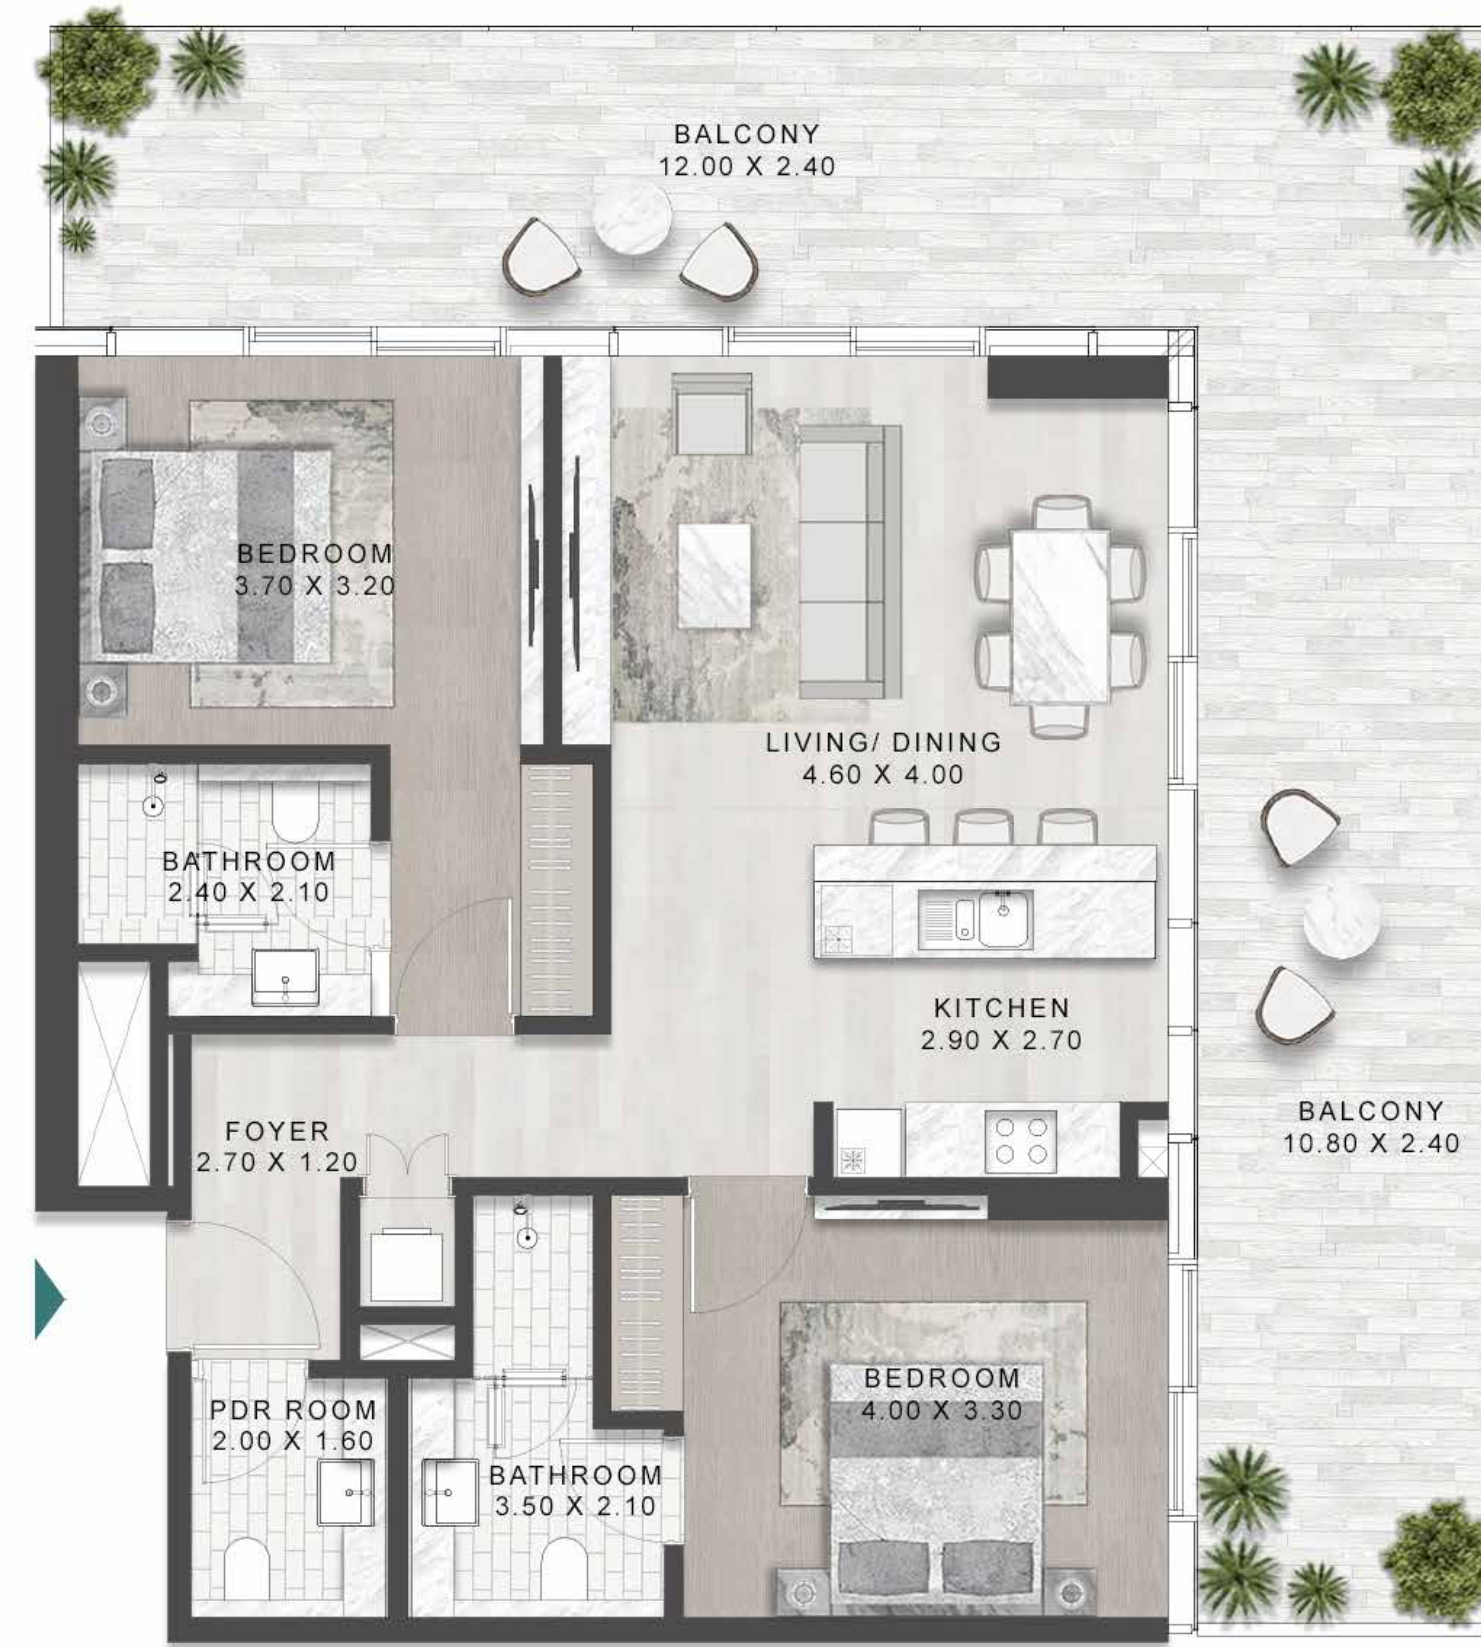 BALCONY
12.00 X 2.40
BEDROOM
3.70 X 3.20
LIVING/ DINING
4.60 X 4.00
BATHROOM
2.40 X 2.10
KITCHEN
2.90 X 2.70
BALCONY
10.80 X 2.40
FOYER
2.70 X 1.20
BEDROOM
4.00 X 3.30
PDR ROOM
2.00 X 1.60
BATHROOM
3.50 X 2.10